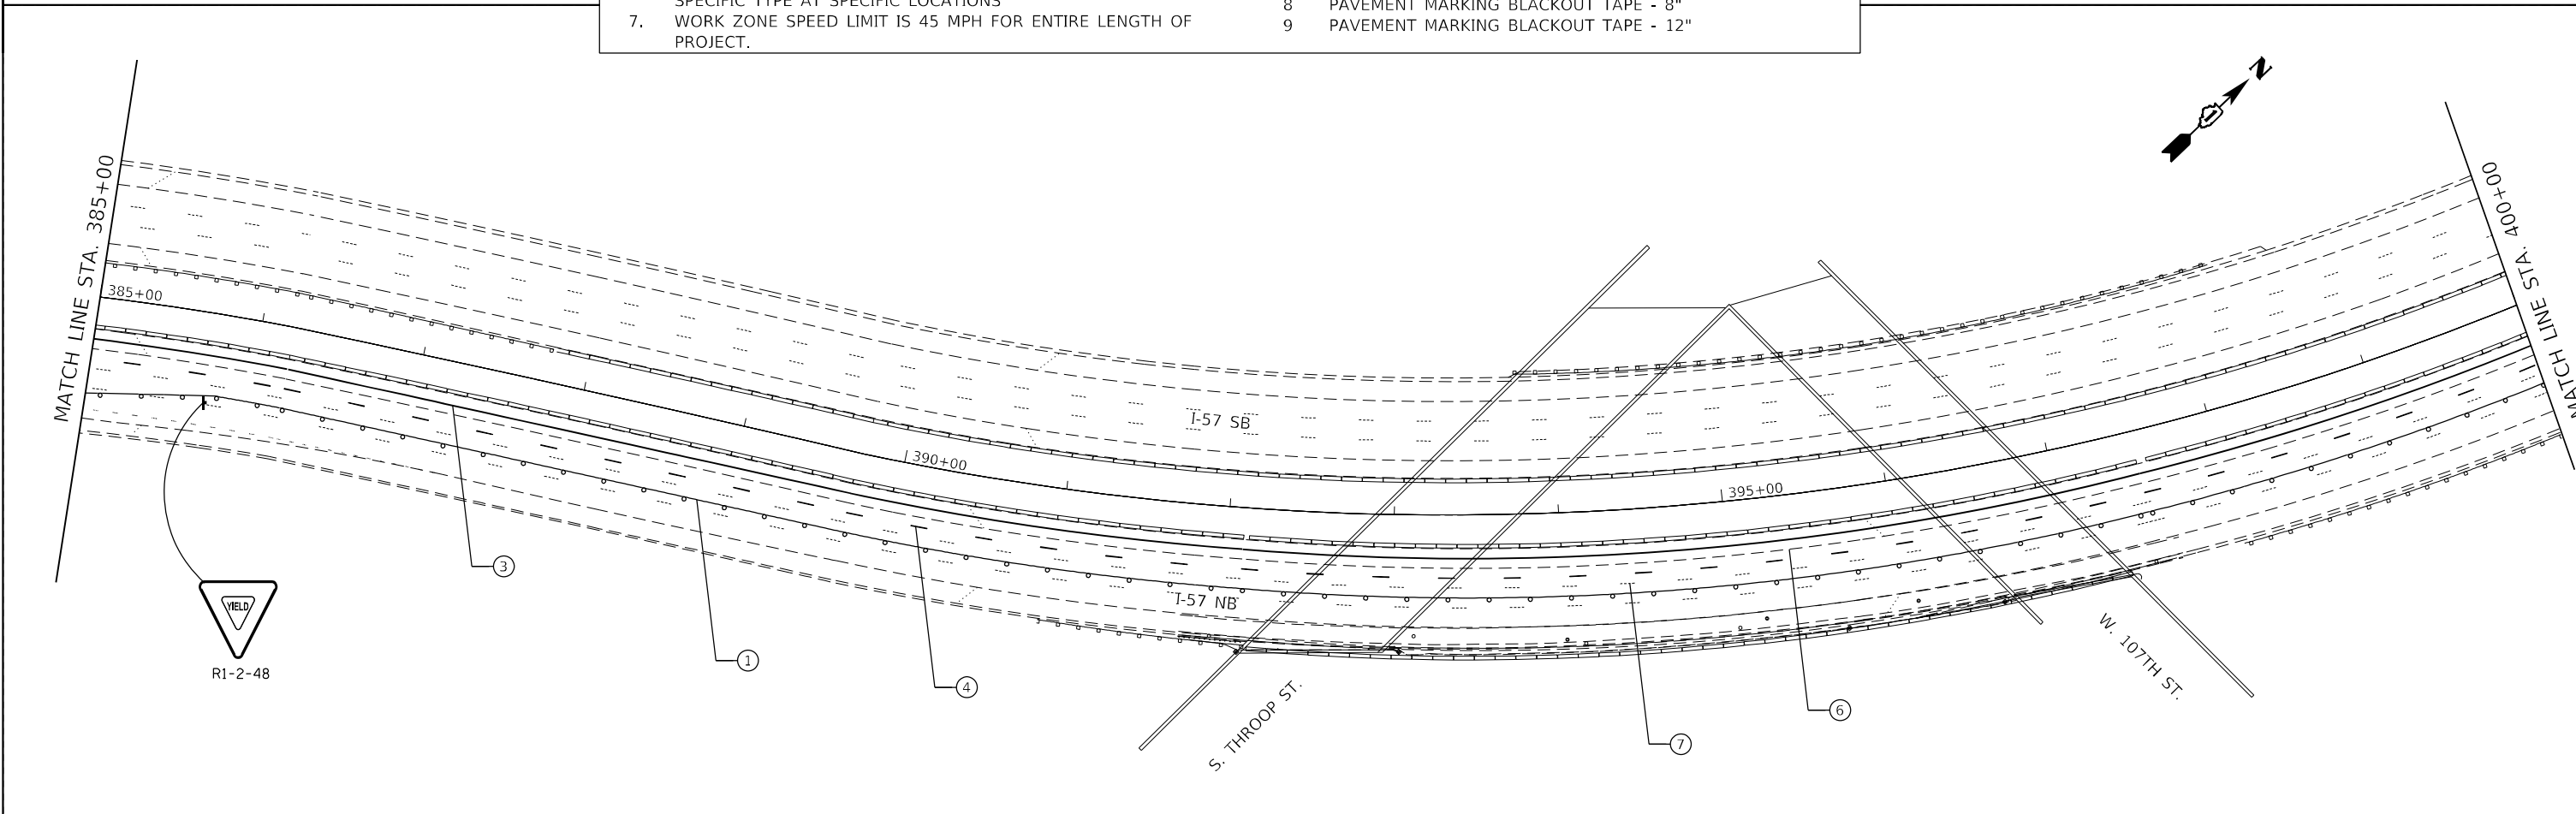 SPECIFIC TYPE AT SPECIFIC LOCATIONS
7. WORK ZONE SPEED LIMIT IS 45 MPH FOR ENTIRE LENGTH OF
PROJECT.
8 PAVEMENT MARKING BLACKOUT TAPE - 8"
9 PAVEMENT MARKING BLACKOUT TAPE - 12"
N
MATCH LINE STA. 385+00
385+00
390+00
395+00
MATCH LINE STA. 400+00
I-57 SB
I-57 NB
YIELD
R1-2-48
3
1
4
7
6
S. THROOP ST.
W. 107TH ST.